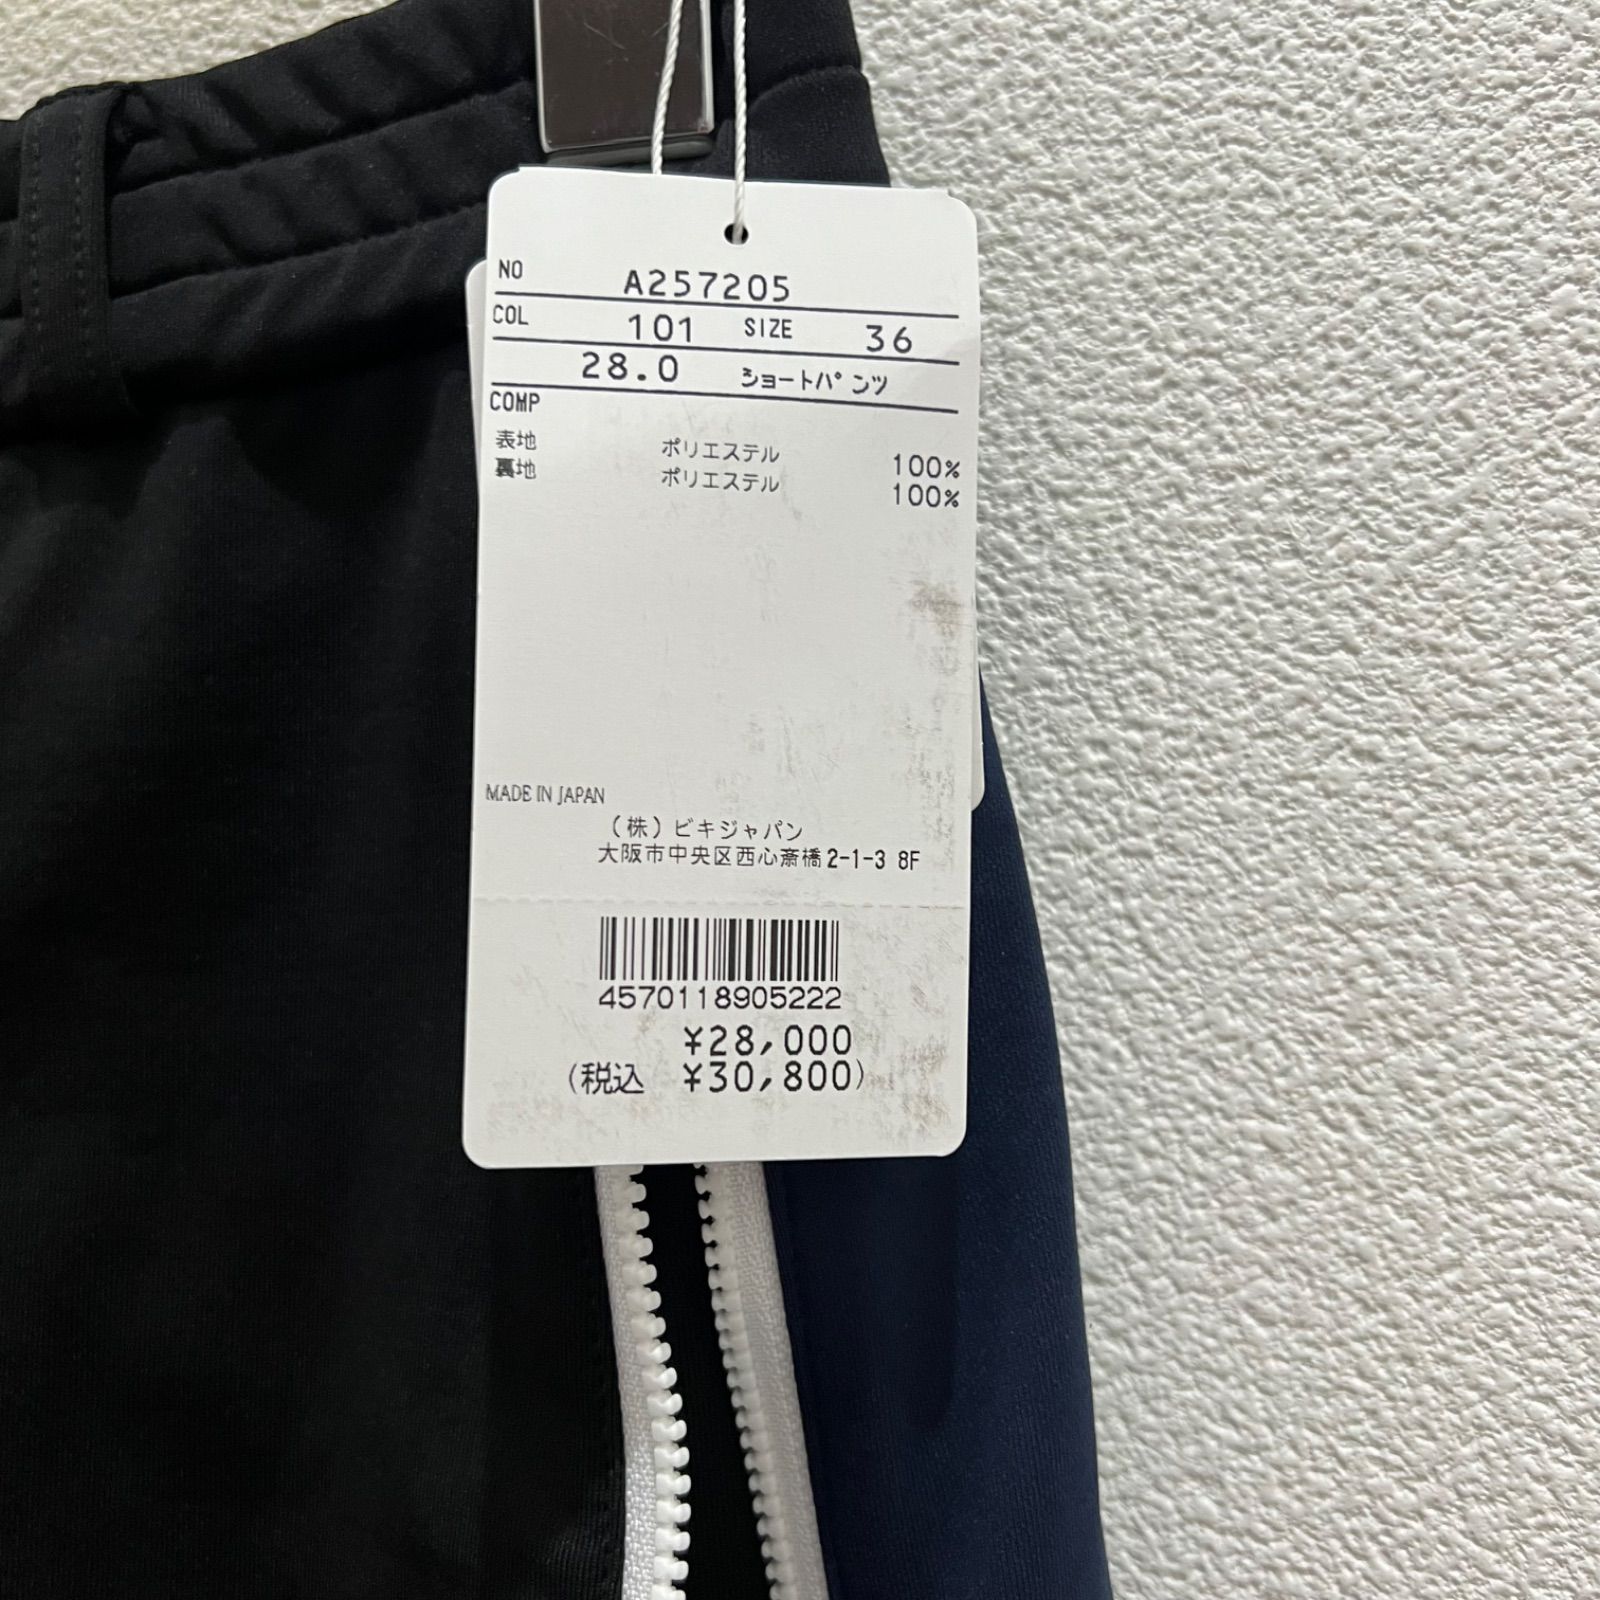 NO A257205
COL 101 SIZE 36
28.0 ショートパンツ
COMP
表地 ポリエステル 100%
裏地 ポリエステル 100%
MADE IN JAPAN
(株)ビキジャパン
大阪市中央区西心斎橋2-1-3 8F
4570118905222
¥28,000
(税込 ¥30,800)